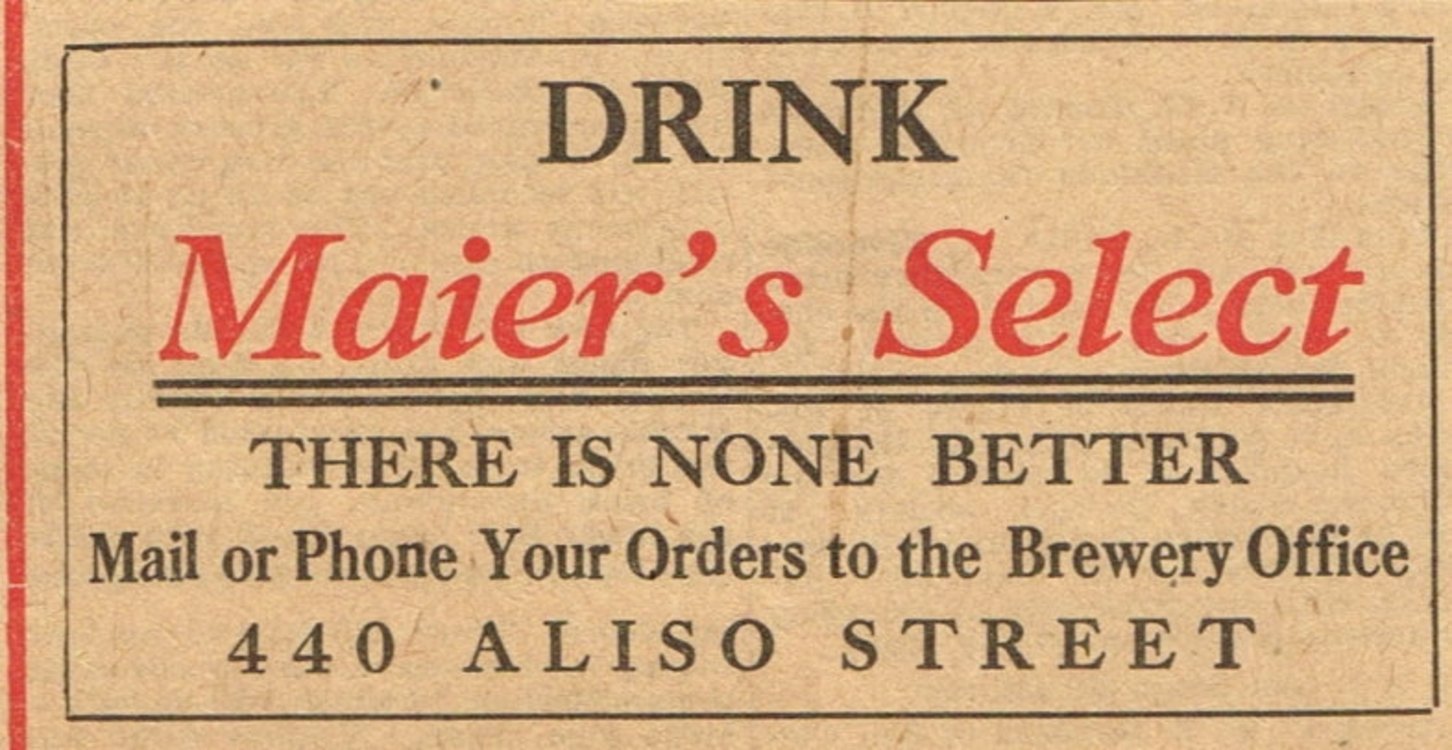 DRINK
Maier's Select
THERE IS NONE BETTER
Mail or Phone Your Orders to the Brewery Office
440 ALISO STREET